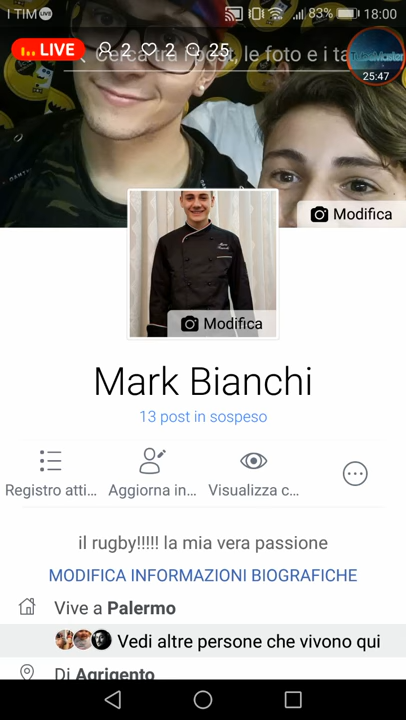 I TIM LIVE 83% 18:00
LIVE 2 2 25
Cerca tra i post, le foto e i ta
25:47
Modifica
Modifica
Mark Bianchi
13 post in sospeso
Registro atti... Aggiorna in... Visualizza c...
il rugby!!!!! la mia vera passione
MODIFICA INFORMAZIONI BIOGRAFICHE
Vive a Palermo
Vedi altre persone che vivono qui
Di Agrigento